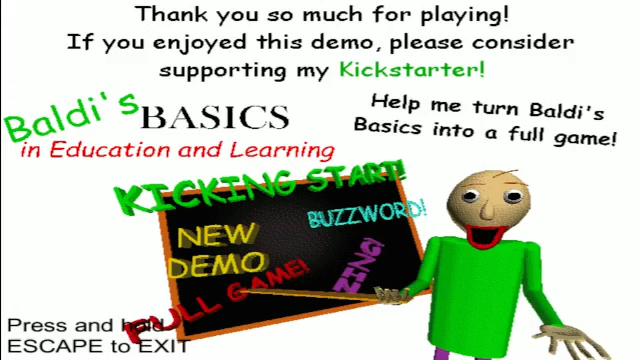 Thank you so much for playing!
If you enjoyed this demo, please consider
supporting my Kickstarter!
Baldi's
BASICS
in Education and Learning
Help me turn Baldi's
Basics into a full game!
KICKING START!
BUZZWORD!
NEW
DEMO
FULL GAME!
Press and hold
ESCAPE to EXIT